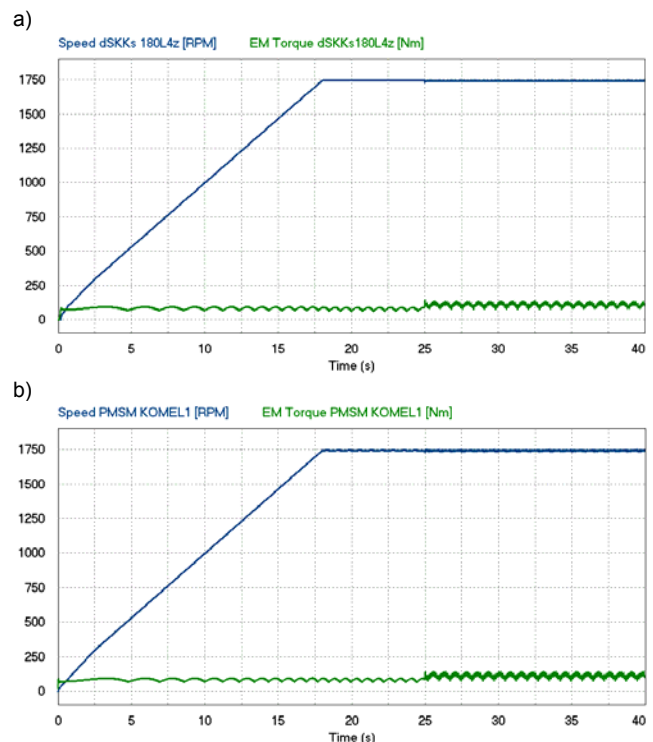 a)
Speed dSKKs 180L4z [RPM] EM Torque dSKKs180L4z [Nm]
1750
1500
1250
1000
750
500
250
0
0 5 10 15 20 25 30 35 40
Time (s)
b)
Speed PMSM KOMEL1 [RPM] EM Torque PMSM KOMEL1 [Nm]
1750
1500
1250
1000
750
500
250
0
0 5 10 15 20 25 30 35 40
Time (s)